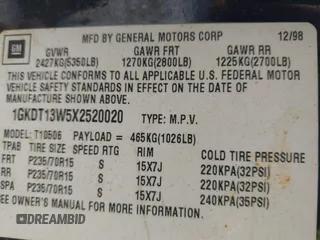 GM
MFD BY GENERAL MOTORS CORP 12/98
GVWR GAWR FRT GAWR RR
2427KG(5350LB) 1270KG(2800LB) 1225KG(2700LB)
THIS VEHICLE CONFORMS TO ALL APPLICABLE U.S. FEDERAL
VEHICLE SAFETY STANDARDS IN EFFECT ON THE DATE OF
MANUFACTURE SHOWN ABOVE.
1GKDT13W5X2520020 TYPE: M.P.V.
MODEL: T10506 PAYLOAD = 465KG(1026LB)
TPAB TIRE SIZE SPEED RTG RIM COLD TIRE PRESSURE
FRT P235/70R15 S 15X7J 220KPA(32PSI)
RR P235/70R15 S 15X7J 220KPA(32PSI)
SPA P235/70R15 S 15X7J 240KPA(35PSI)
SEE OWNER'S MANUAL FOR MORE INFORMATION.
DREAMBID